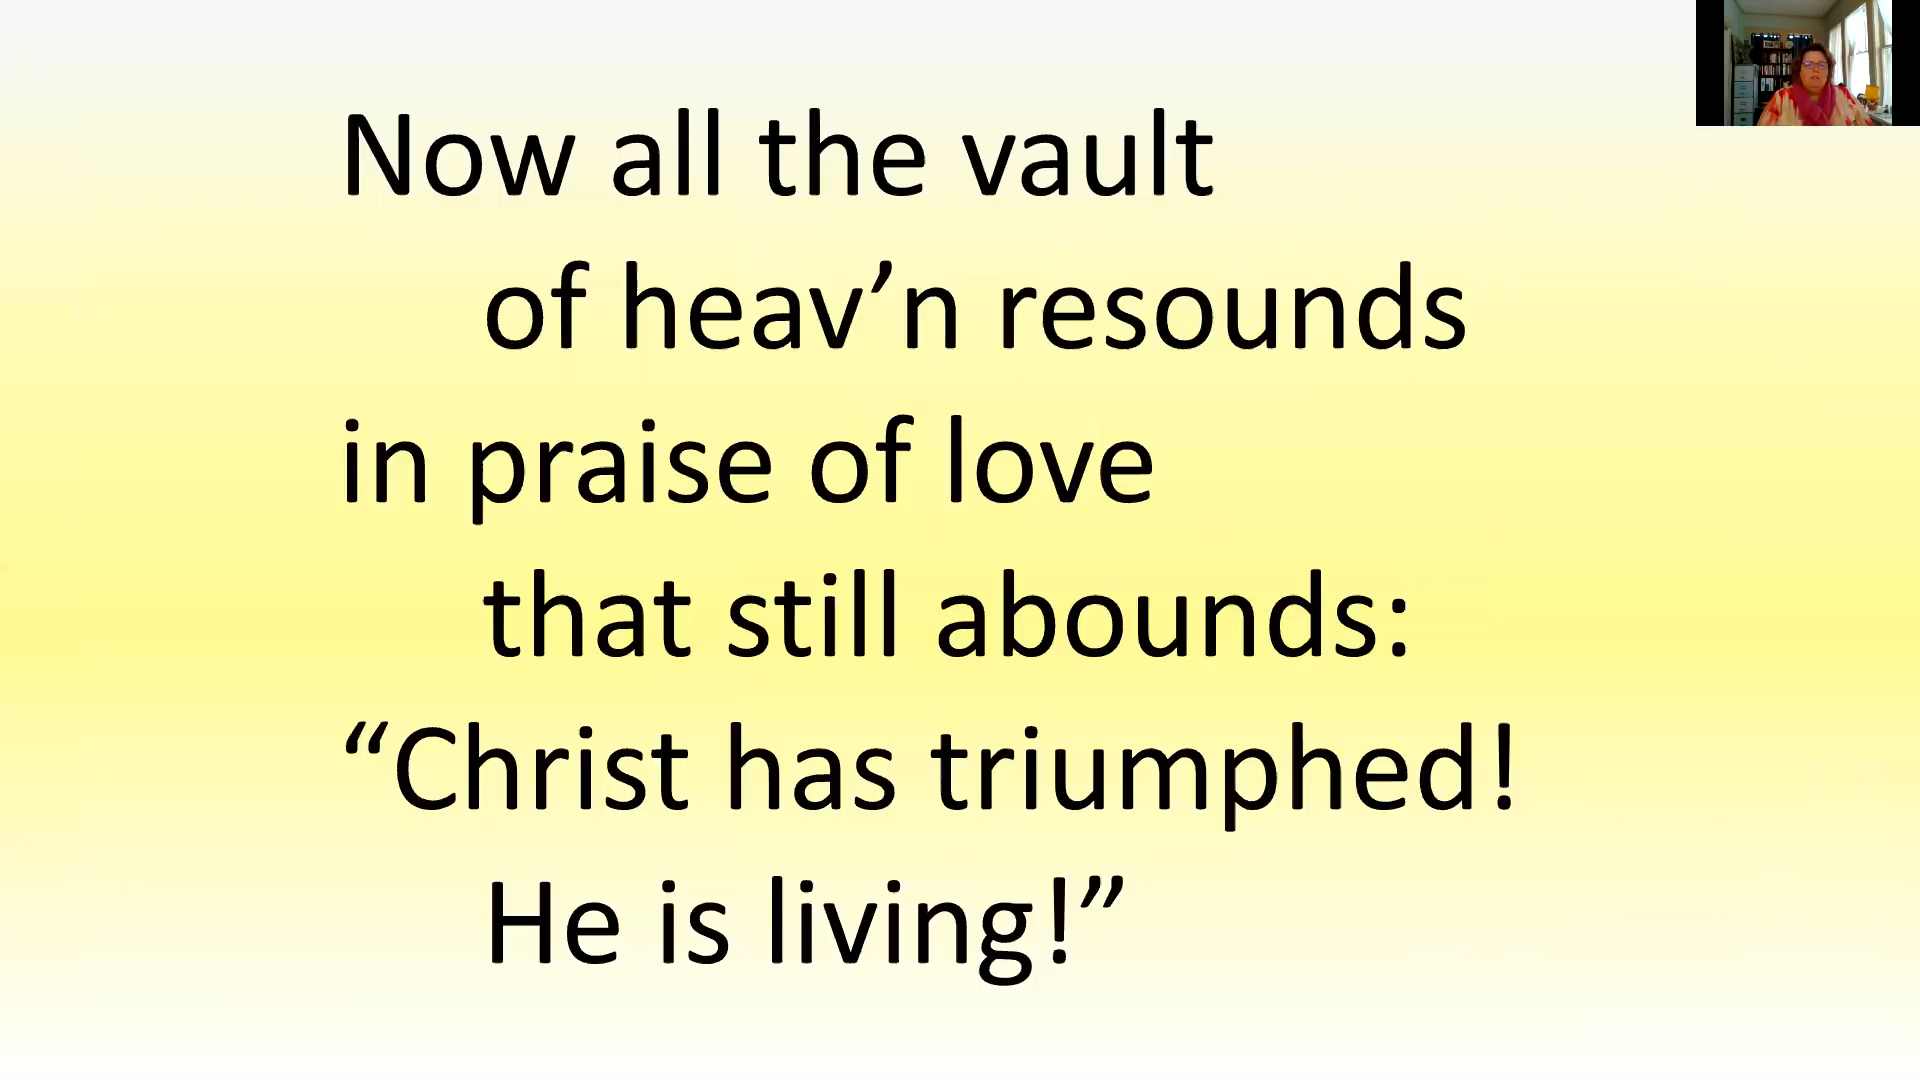 Now all the vault
of heav’n resounds
in praise of love
that still abounds:
“Christ has triumphed!
He is living!”